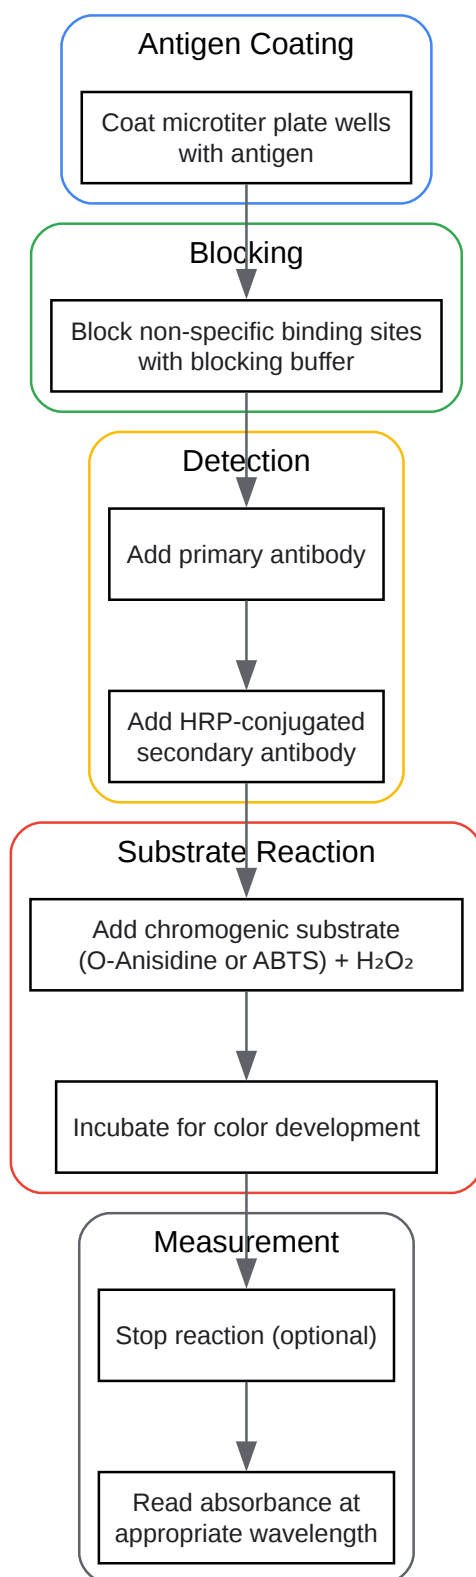 Antigen Coating
Coat microtiter plate wells
with antigen
Blocking
Block non-specific binding sites
with blocking buffer
Detection
Add primary antibody
Add HRP-conjugated
secondary antibody
Substrate Reaction
Add chromogenic substrate
(O-Anisidine or ABTS) + H₂O₂
Incubate for color development
Measurement
Stop reaction (optional)
Read absorbance at
appropriate wavelength